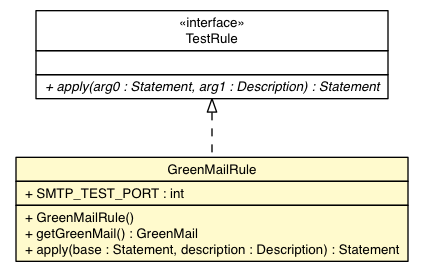 «interface»
TestRule
+ apply(arg0 : Statement, arg1 : Description) : Statement
GreenMailRule
+ SMTP_TEST_PORT : int
+ GreenMailRule()
+ getGreenMail() : GreenMail
+ apply(base : Statement, description : Description) : Statement